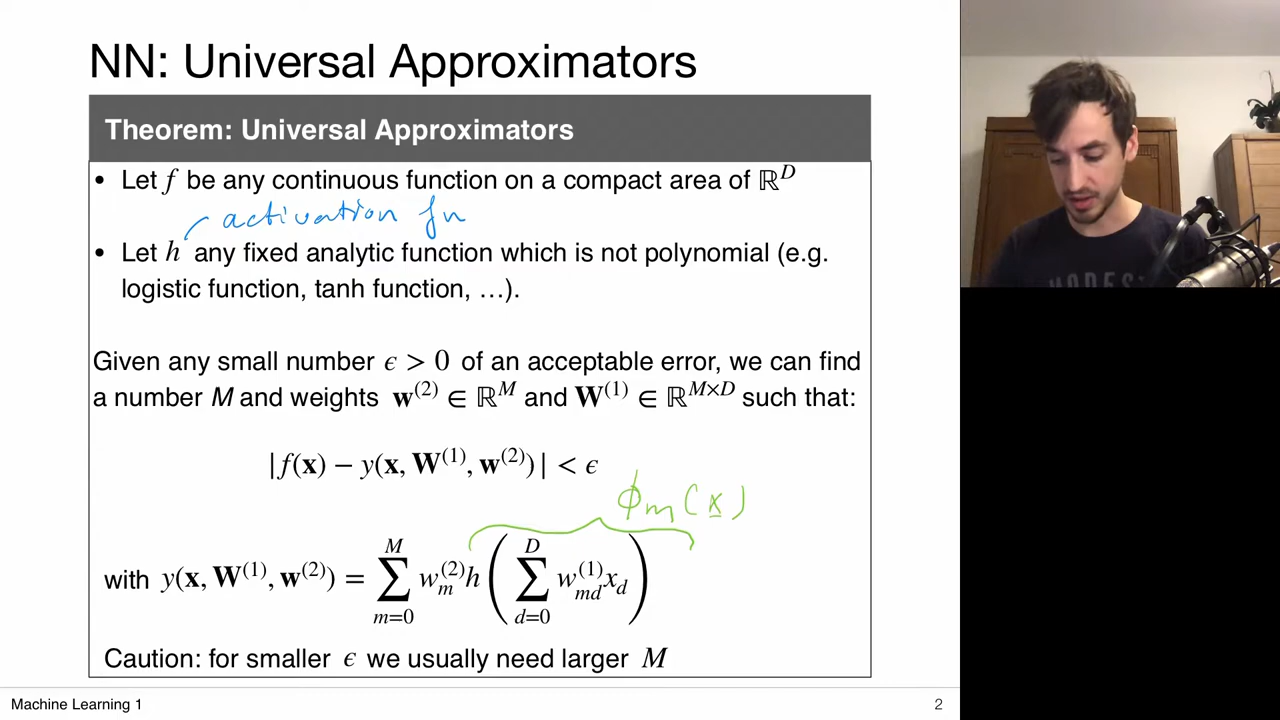 NN: Universal Approximators
Theorem: Universal Approximators
• Let f be any continuous function on a compact area of ℝ^D
activation fn
• Let h any fixed analytic function which is not polynomial (e.g.
logistic function, tanh function, …).
Given any small number ϵ > 0 of an acceptable error, we can find
a number M and weights w^(2) ∈ ℝ^M and W^(1) ∈ ℝ^{M×D} such that:
|f(x) − y(x, W^(1), w^(2))| < ϵ
ϕ_m(x)
with y(x, W^(1), w^(2)) = ∑_{m=0}^{M} w_m^(2) h(∑_{d=0}^{D} w_{md}^(1) x_d)
Caution: for smaller ϵ we usually need larger M
Machine Learning 1
2